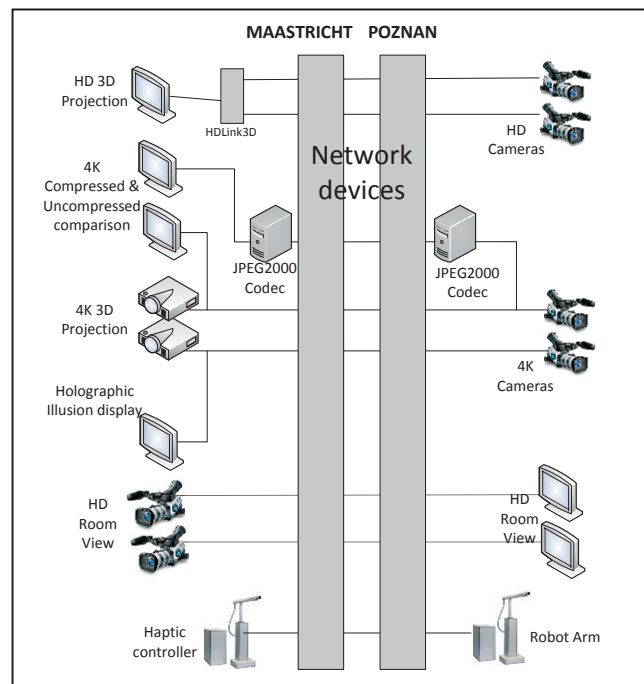 MAASTRICHT POZNAN
HD 3D
Projection
HDLink3D
HD
Cameras
Network
devices
4K
Compressed &
Uncompressed
comparison
JPEG2000
Codec
JPEG2000
Codec
4K 3D
Projection
4K
Cameras
Holographic
Illusion display
HD
Room
View
HD
Room
View
Haptic
controller
Robot Arm